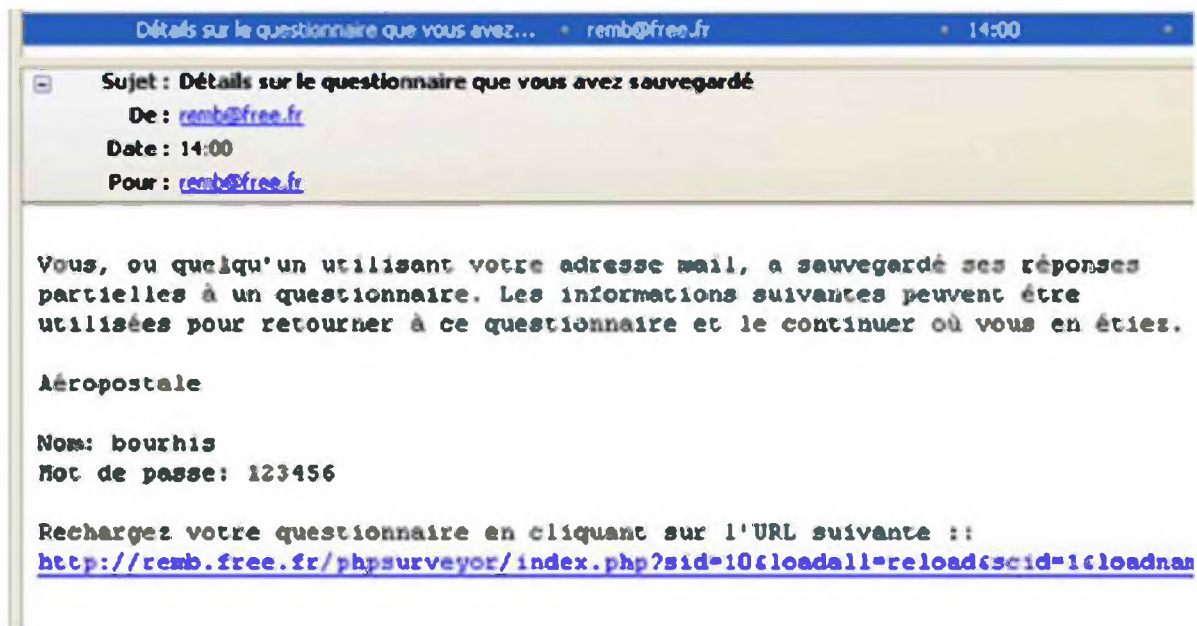 Détails sur le questionnaire que vous avez... • remb@free.fr • 14:00 •
Sujet : Détails sur le questionnaire que vous avez sauvegardé
De : remb@free.fr
Date : 14:00
Pour : remb@free.fr
Vous, ou quelqu'un utilisant votre adresse mail, a sauvegardé ses réponses
partielles à un questionnaire. Les informations suivantes peuvent être
utilisées pour retourner à ce questionnaire et le continuer où vous en étiez.
Aéropostale
Nom: bourhis
Mot de passe: 123456
Rechargez votre questionnaire en cliquant sur l'URL suivante ::
http://remb.free.fr/phpsurveyor/index.php?sid=10&loadall=reload&scid=1&loadnam